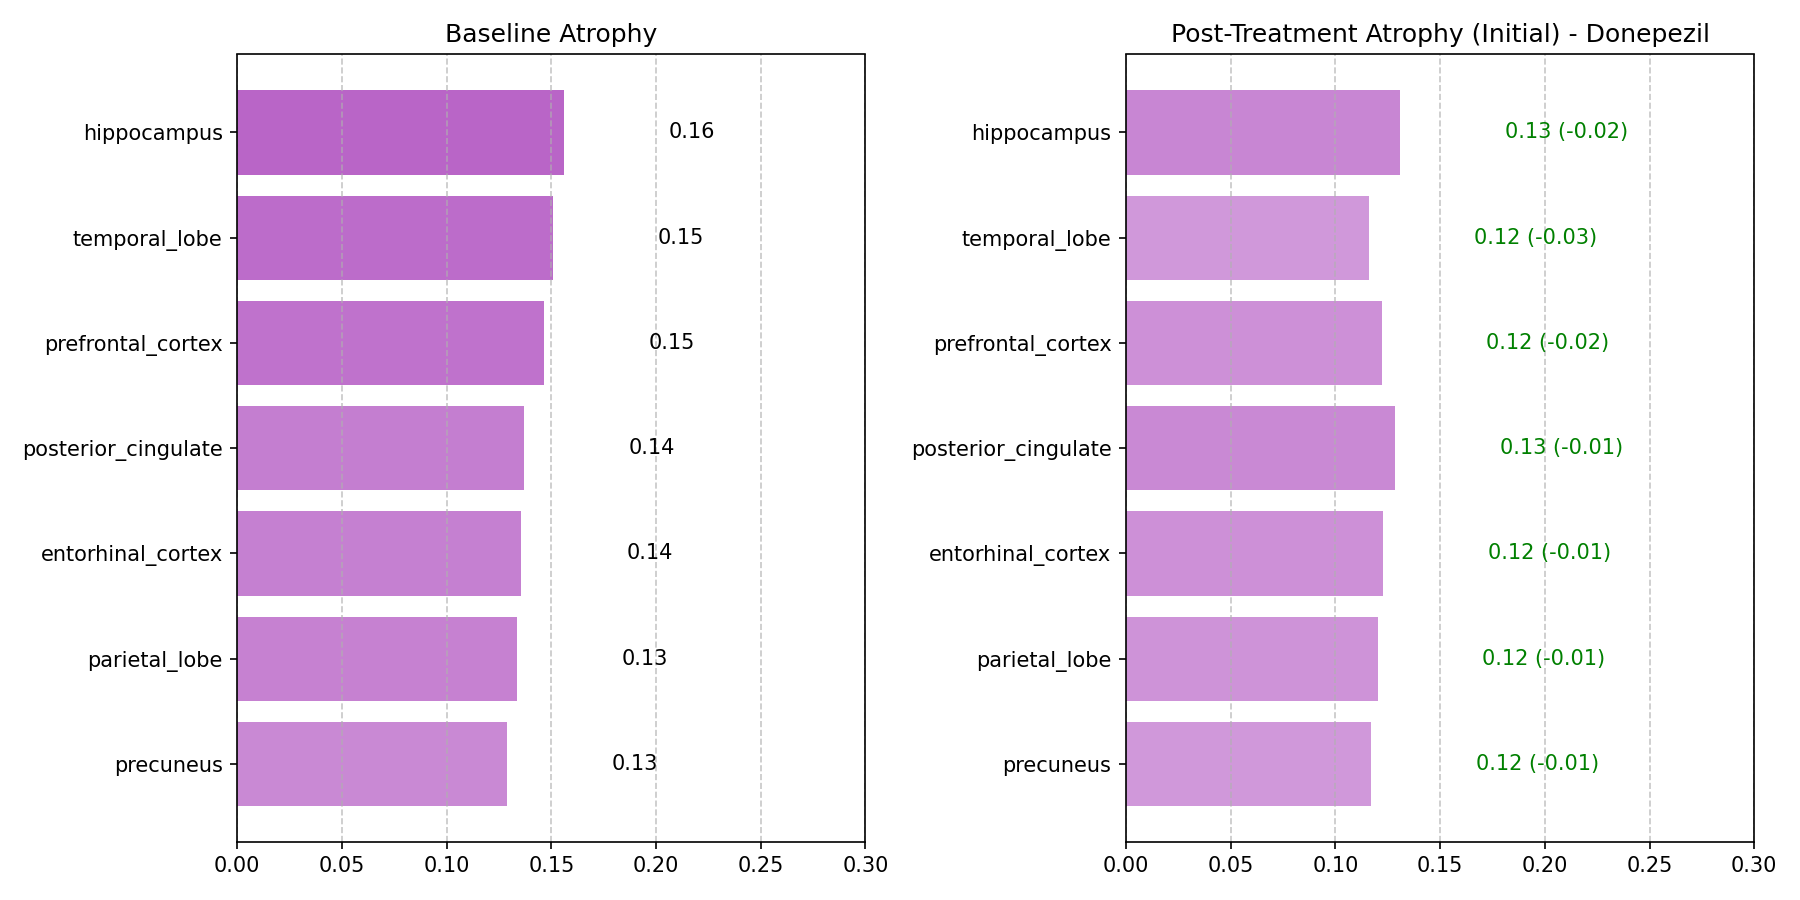 Baseline Atrophy
hippocampus 0.16
temporal_lobe 0.15
prefrontal_cortex 0.15
posterior_cingulate 0.14
entorhinal_cortex 0.14
parietal_lobe 0.13
precuneus 0.13
0.00 0.05 0.10 0.15 0.20 0.25 0.30
Post-Treatment Atrophy (Initial) - Donepezil
hippocampus 0.13 (-0.02)
temporal_lobe 0.12 (-0.03)
prefrontal_cortex 0.12 (-0.02)
posterior_cingulate 0.13 (-0.01)
entorhinal_cortex 0.12 (-0.01)
parietal_lobe 0.12 (-0.01)
precuneus 0.12 (-0.01)
0.00 0.05 0.10 0.15 0.20 0.25 0.30